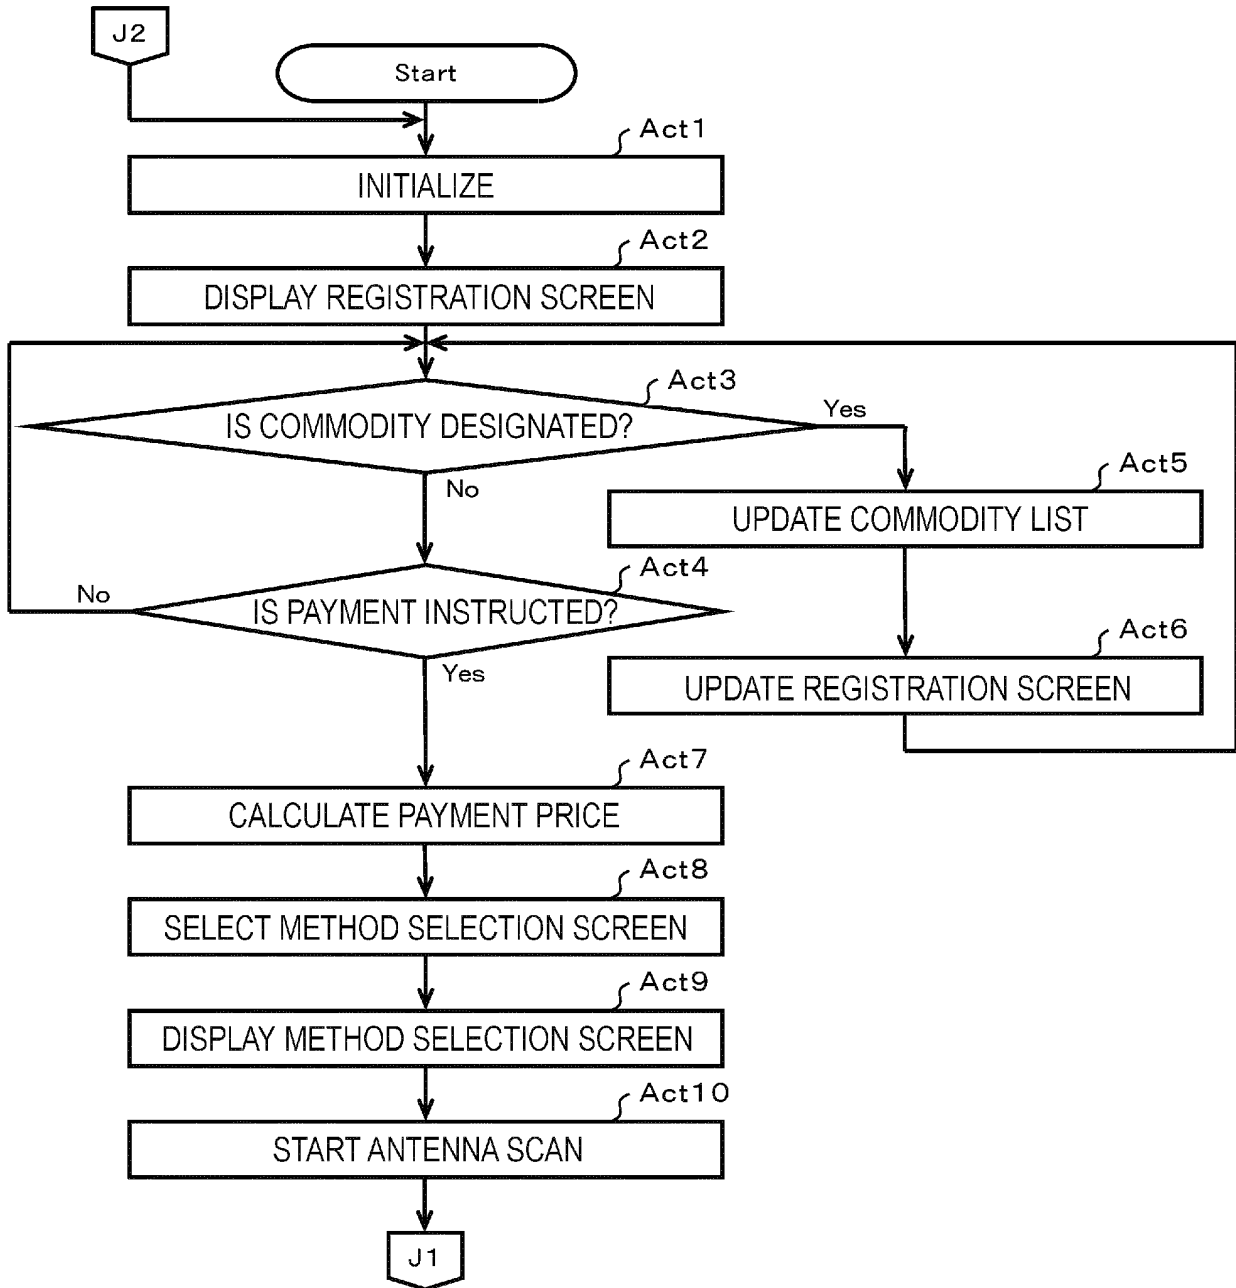 J2
Start
Act1
INITIALIZE
Act2
DISPLAY REGISTRATION SCREEN
Act3
IS COMMODITY DESIGNATED?
Yes
No
Act5
UPDATE COMMODITY LIST
Act4
IS PAYMENT INSTRUCTED?
No
Yes
Act6
UPDATE REGISTRATION SCREEN
Act7
CALCULATE PAYMENT PRICE
Act8
SELECT METHOD SELECTION SCREEN
Act9
DISPLAY METHOD SELECTION SCREEN
Act10
START ANTENNA SCAN
J1